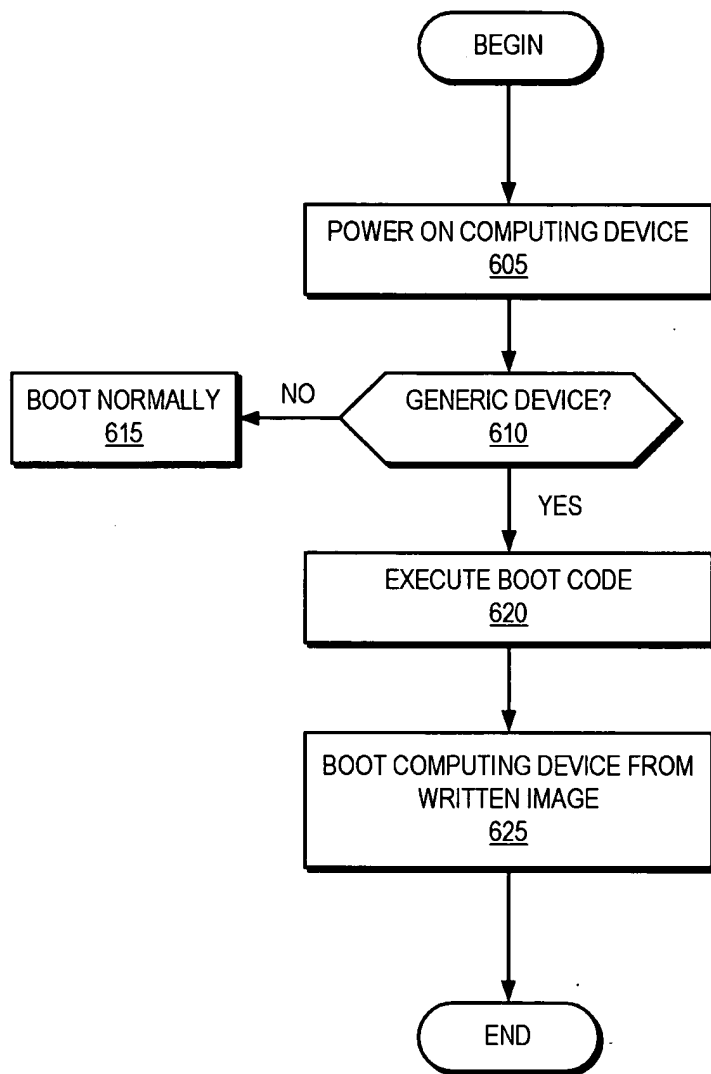 BEGIN
POWER ON COMPUTING DEVICE
605
GENERIC DEVICE?
610
NO
BOOT NORMALLY
615
YES
EXECUTE BOOT CODE
620
BOOT COMPUTING DEVICE FROM
WRITTEN IMAGE
625
END